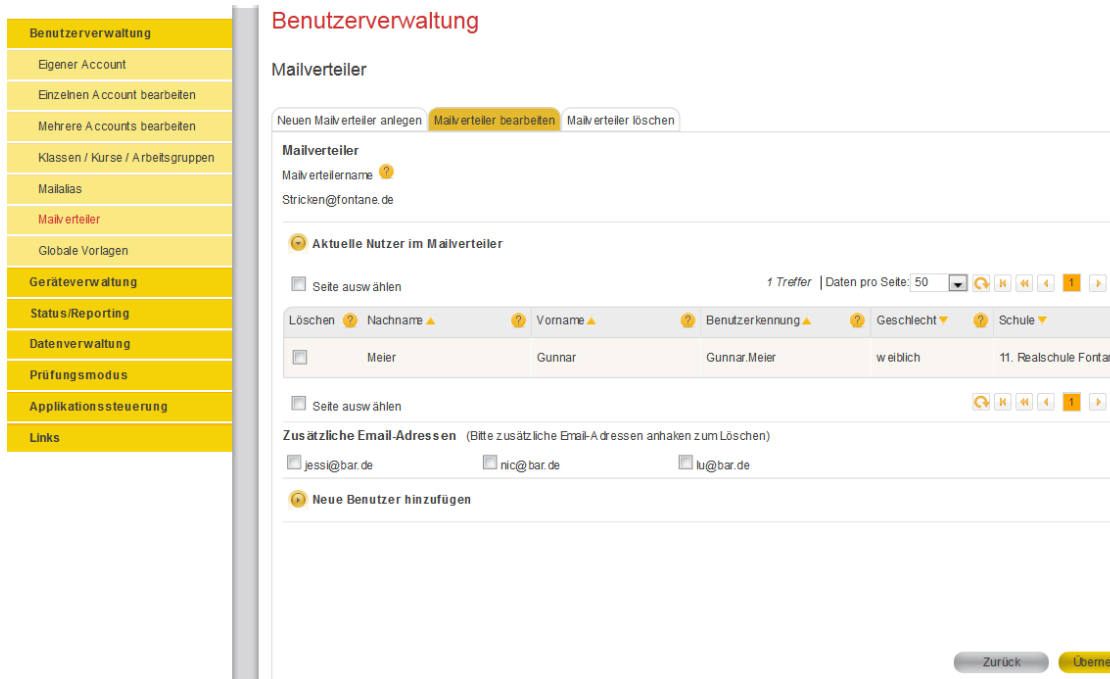 Benutzerverwaltung
Eigener Account
Einzelnen Account bearbeiten
Mehrere Accounts bearbeiten
Klassen / Kurse / Arbeitsgruppen
Mailalias
Mailverteiler
Globale Vorlagen
Geräteverwaltung
Status/Reporting
Datenverwaltung
Prüfungsmodus
Applikationssteuerung
Links
Benutzerverwaltung
Mailverteiler
Neuen Mailverteiler anlegen Mailverteiler bearbeiten Mailverteiler löschen
Mailverteiler
Mailverteilername ?
Stricken@fontane.de
Aktuelle Nutzer im Mailverteiler
Seite auswählen 1 Treffer | Daten pro Seite: 50 1
Löschen ? Nachname ? Vorname ? Benutzerkennung ? Geschlecht ? Schule
Meier Gunnar Gunnar.Meier weiblich 11. Realschule Fontan
Seite auswählen 1
Zusätzliche Email-Adressen (Bitte zusätzliche Email-Adressen anhaken zum Löschen)
jessi@bar.de nic@bar.de lu@bar.de
Neue Benutzer hinzufügen
Zurück Überne